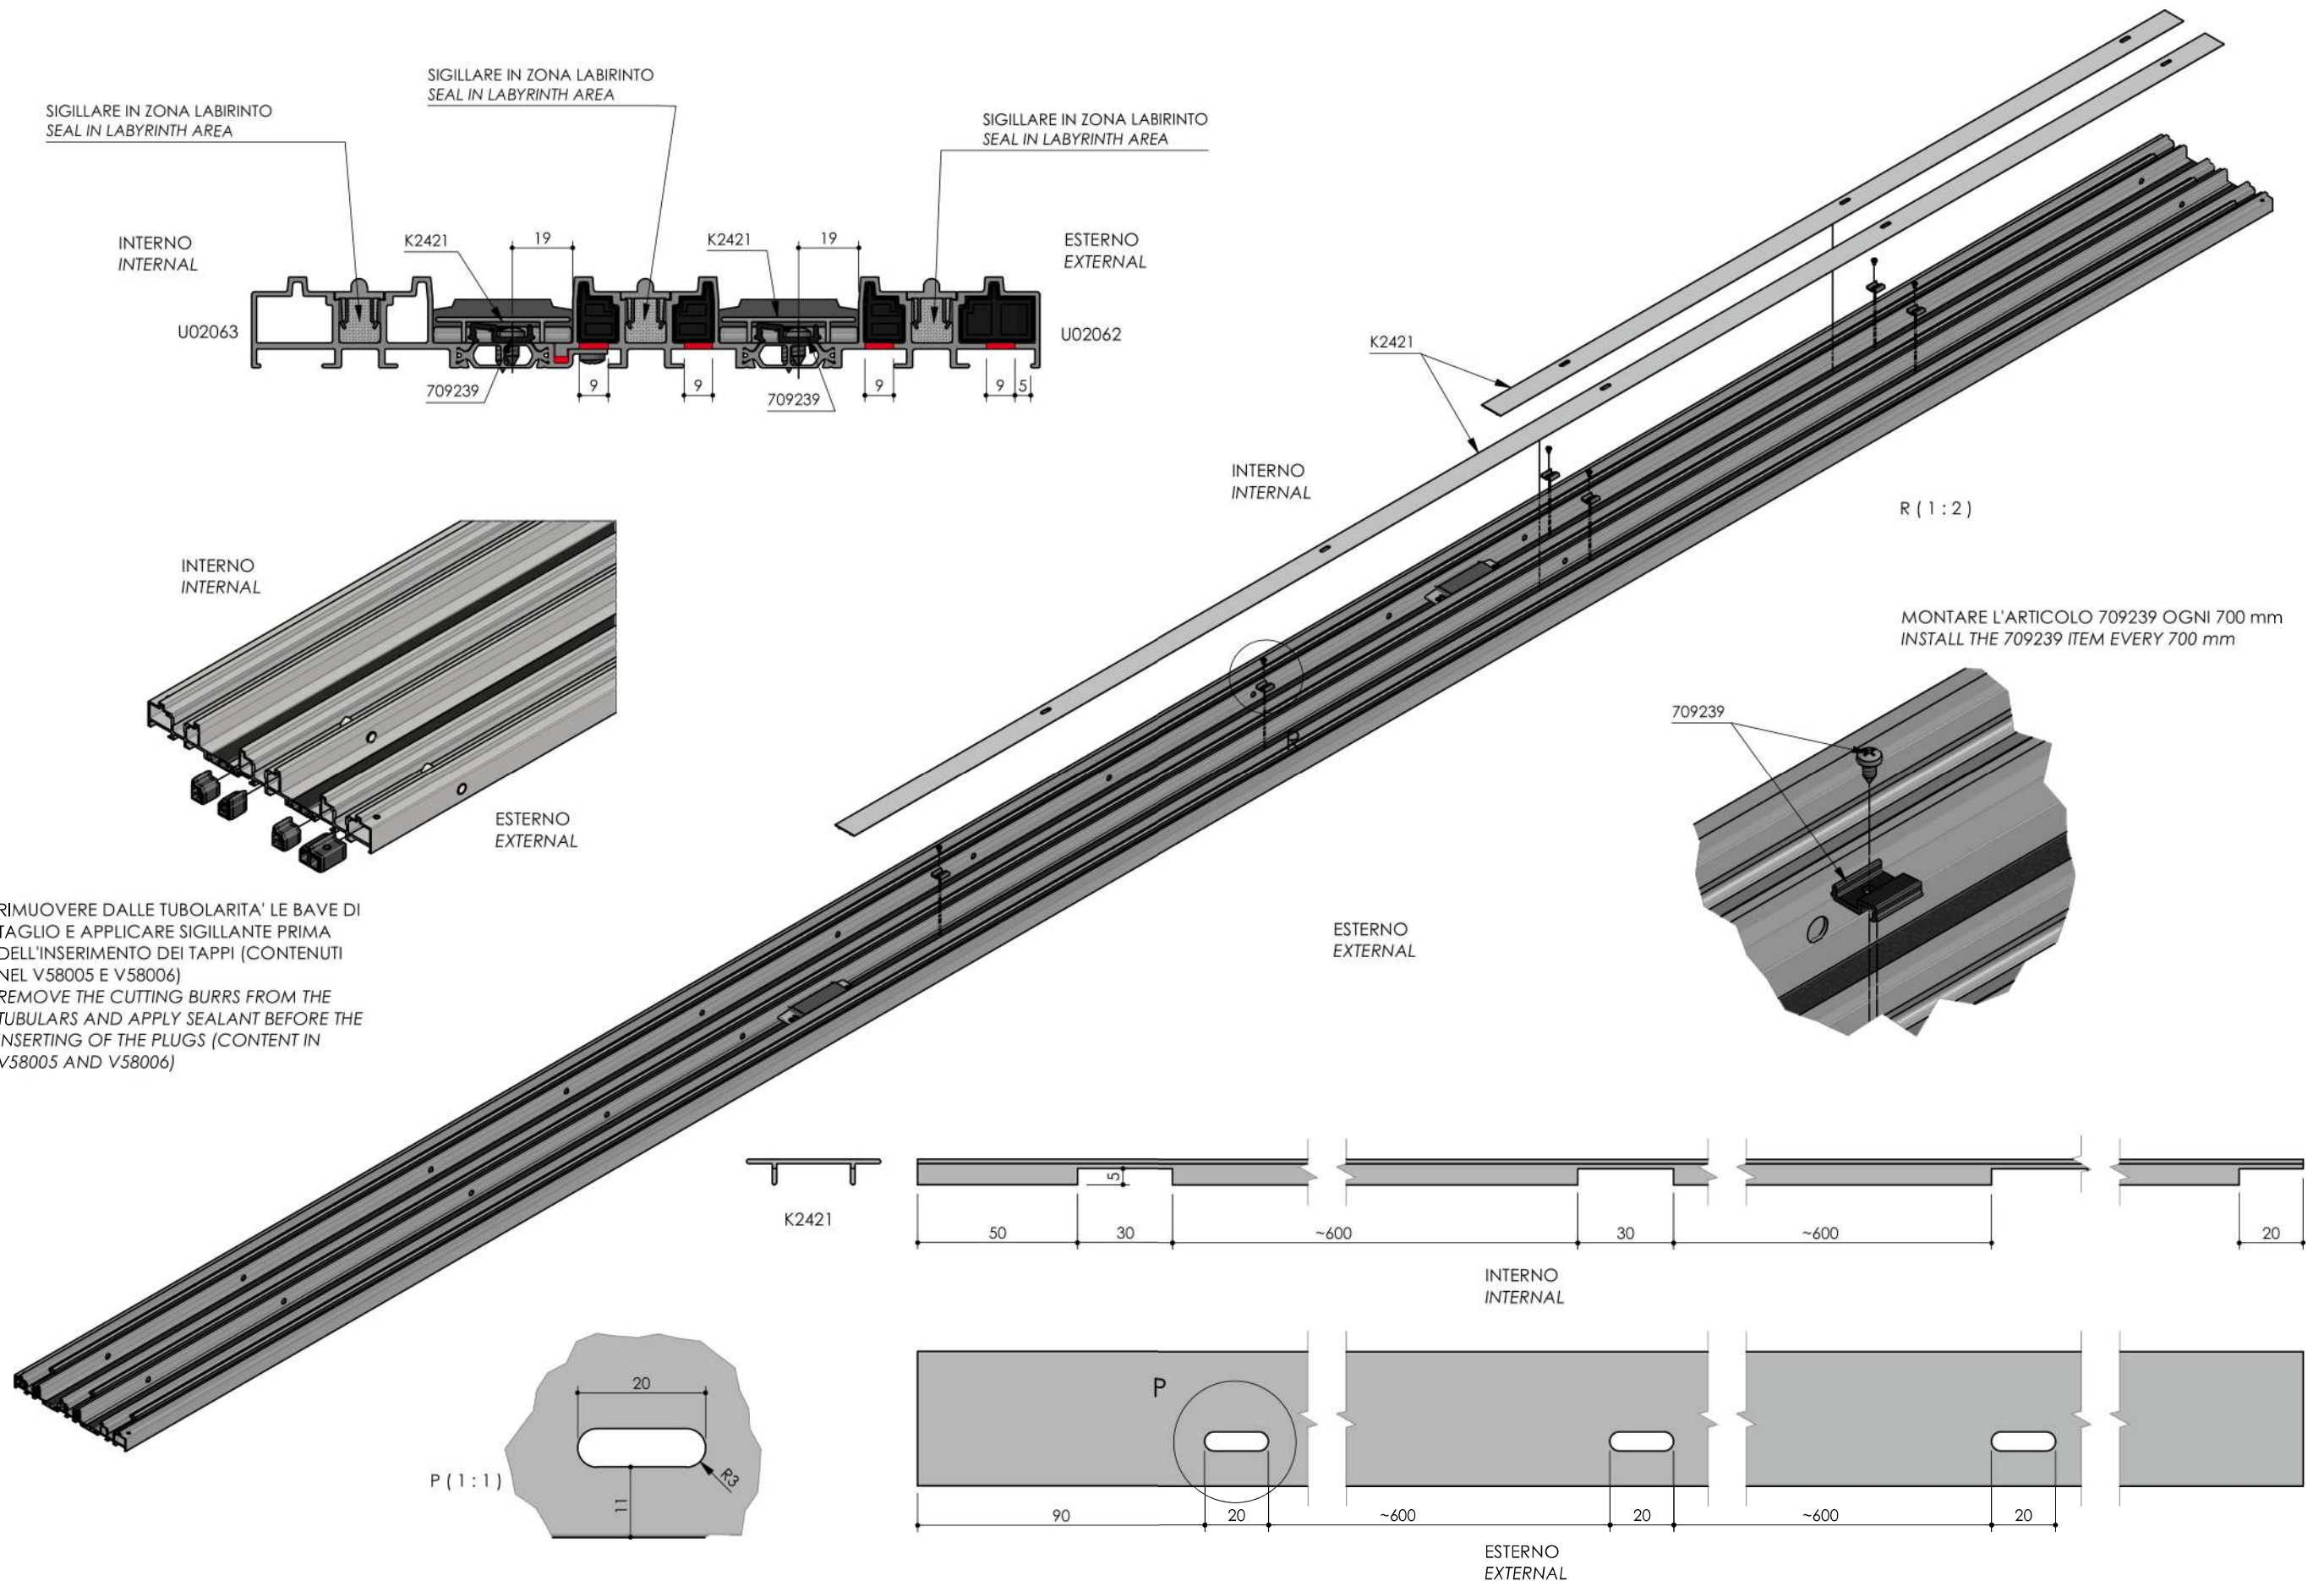 SIGILLARE IN ZONA LABIRINTO
SEAL IN LABYRINTH AREA
SIGILLARE IN ZONA LABIRINTO
SEAL IN LABYRINTH AREA
SIGILLARE IN ZONA LABIRINTO
SEAL IN LABYRINTH AREA
INTERNO
INTERNAL
K2421
19
K2421
19
ESTERNO
EXTERNAL
U02063
U02062
709239
9
9
709239
9
9
5
K2421
INTERNO
INTERNAL
R ( 1 : 2 )
INTERNO
INTERNAL
MONTARE L'ARTICOLO 709239 OGNI 700 mm
INSTALL THE 709239 ITEM EVERY 700 mm
709239
R
ESTERNO
EXTERNAL
ESTERNO
EXTERNAL
RIMUOVERE DALLE TUBOLARITA' LE BAVE DI
TAGLIO E APPLICARE SIGILLANTE PRIMA
DELL'INSERIMENTO DEI TAPPI (CONTENUTI
NEL V58005 E V58006)
REMOVE THE CUTTING BURRS FROM THE
TUBULARS AND APPLY SEALANT BEFORE THE
INSERTING OF THE PLUGS (CONTENT IN
V58005 AND V58006)
K2421
5
50
30
~600
30
~600
20
INTERNO
INTERNAL
20
R3
11
P ( 1 : 1 )
P
90
20
~600
20
~600
20
ESTERNO
EXTERNAL